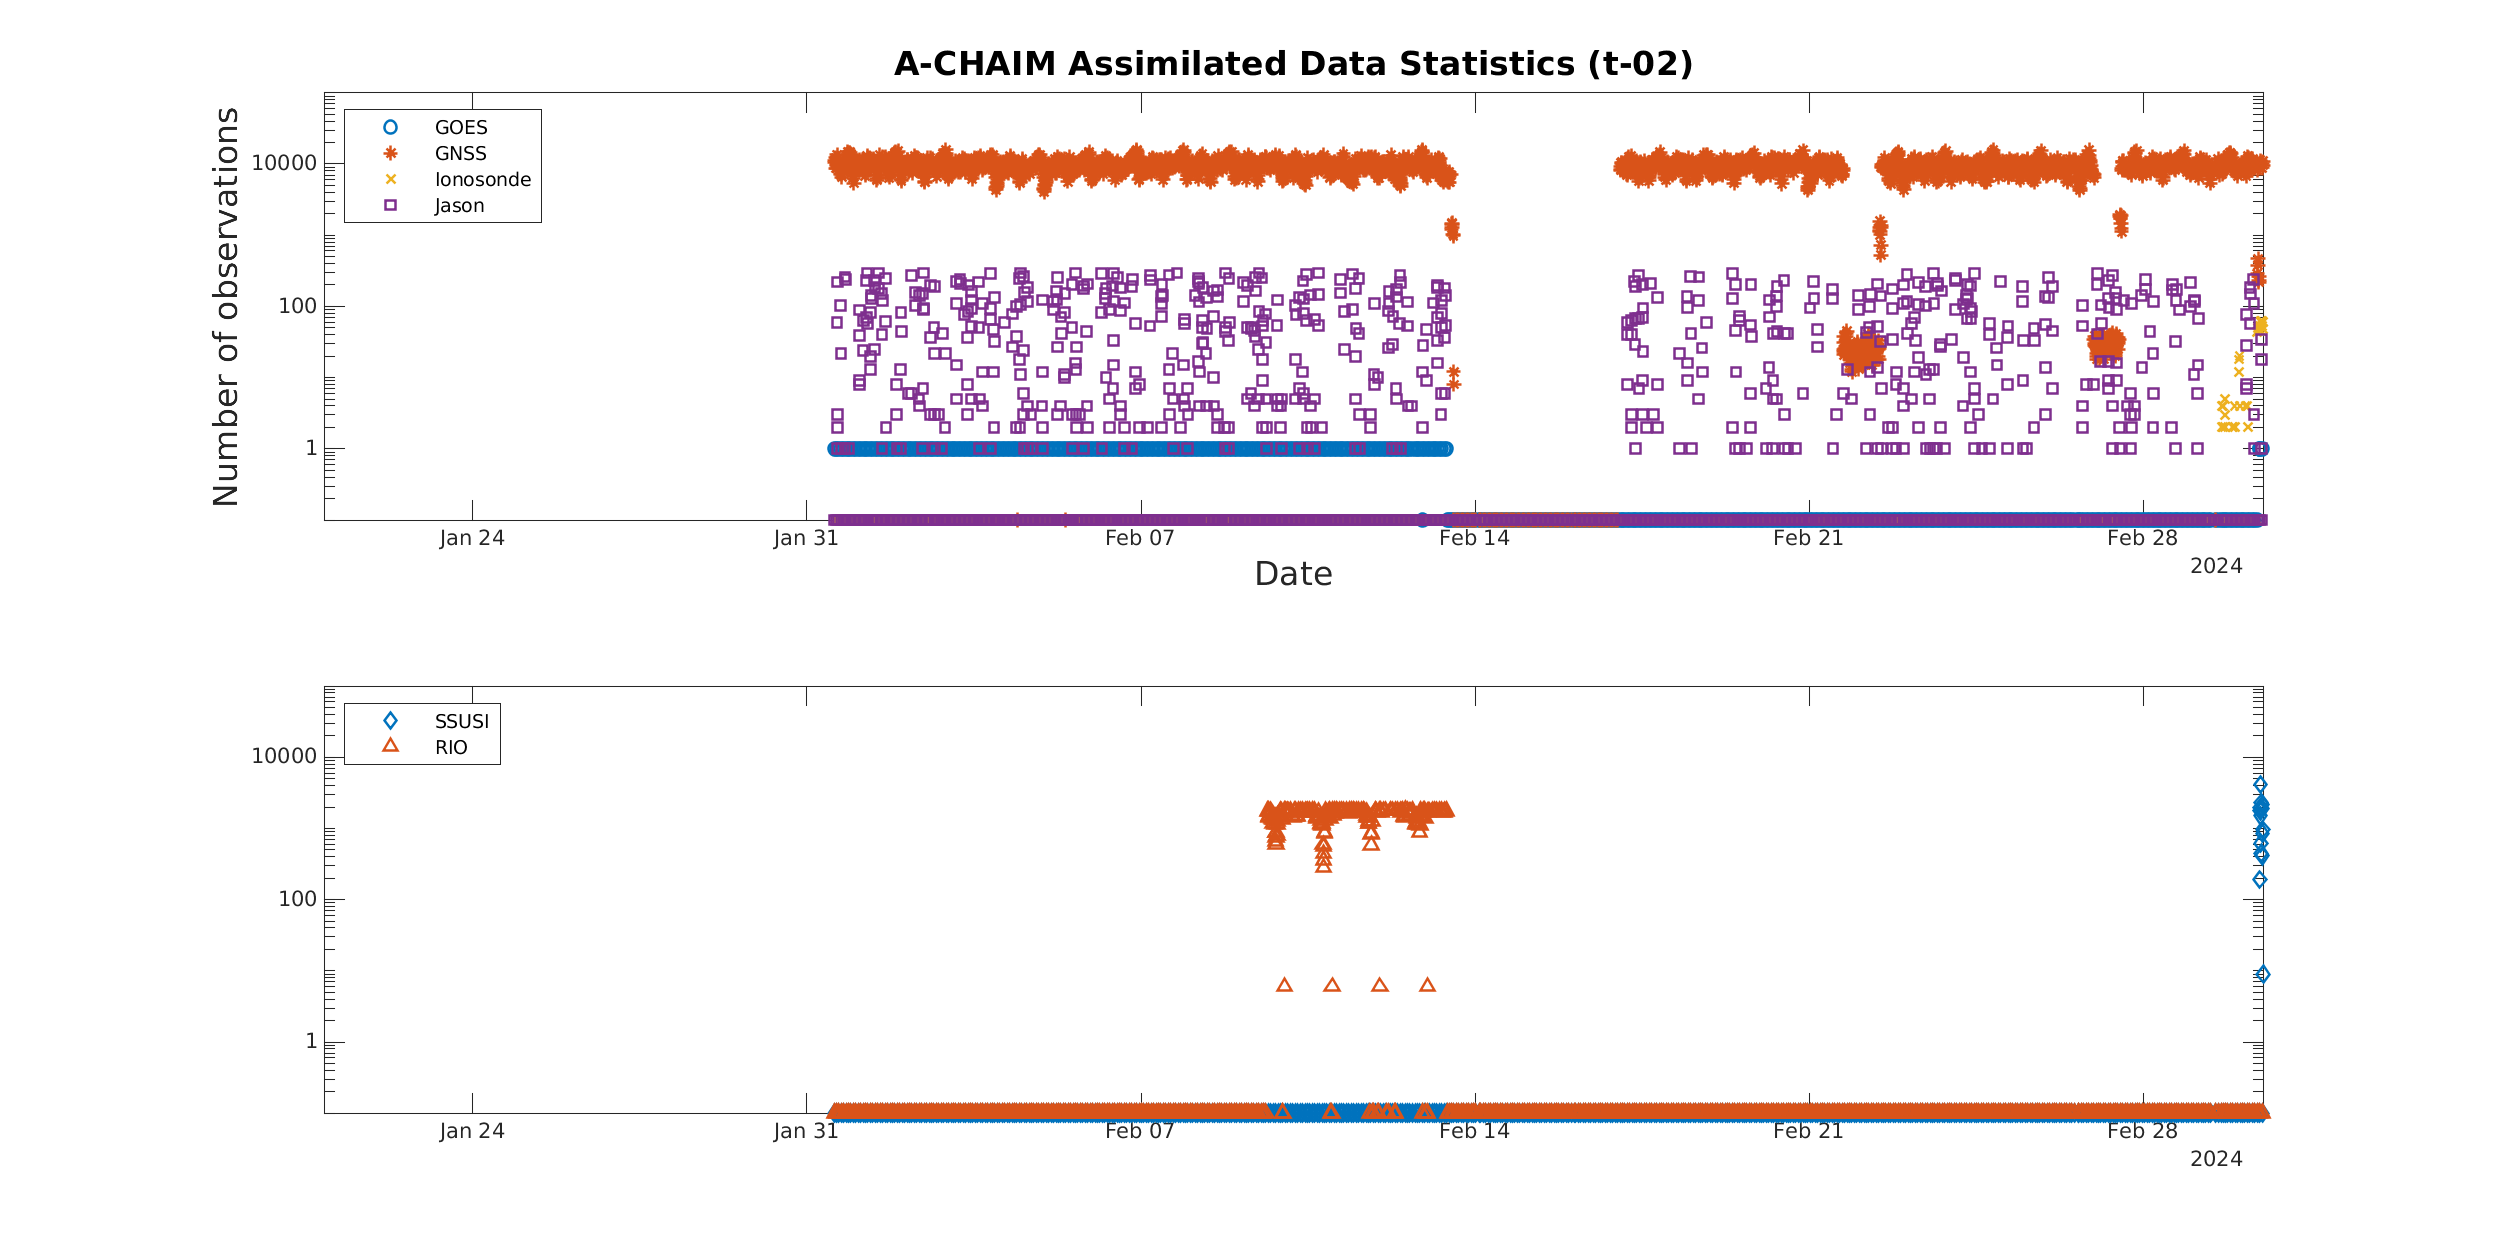 A-CHAIM Assimilated Data Statistics (t-02)
Number of observations
10000
100
1
GOES
GNSS
Ionosonde
Jason
Jan 24
Jan 31
Feb 07
Feb 14
Feb 21
Feb 28
2024
Date
10000
100
1
SSUSI
RIO
Jan 24
Jan 31
Feb 07
Feb 14
Feb 21
Feb 28
2024